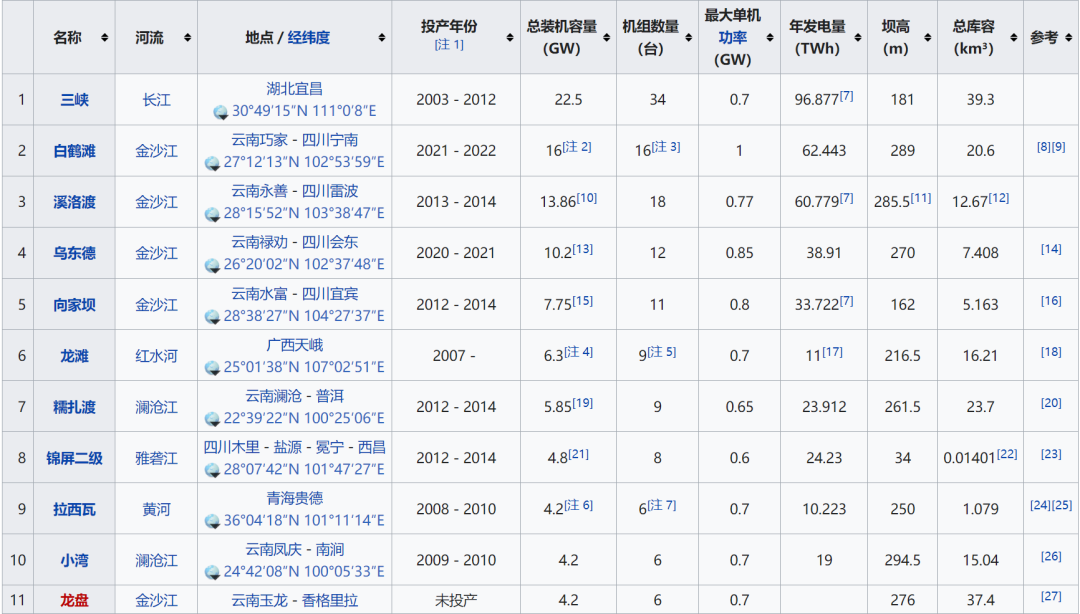 名称 河流 地点 / 经纬度 投产年份 [注 1] 总装机容量 (GW) 机组数量 (台) 最大单机 功率 (GW) 年发电量 (TWh) 坝高 (m) 总库容 (km³) 参考
1 三峡 长江 湖北宜昌 30°49′15″N 111°0′8″E 2003 - 2012 22.5 34 0.7 96.877[7] 181 39.3
2 白鹤滩 金沙江 云南巧家 - 四川宁南 27°12′13″N 102°53′59″E 2021 - 2022 16[注 2] 16[注 3] 1 62.443 289 20.6 [8][9]
3 溪洛渡 金沙江 云南永善 - 四川雷波 28°15′52″N 103°38′47″E 2013 - 2014 13.86[10] 18 0.77 60.779[7] 285.5[11] 12.67[12]
4 乌东德 金沙江 云南禄劝 - 四川会东 26°20′02″N 102°37′48″E 2020 - 2021 10.2[13] 12 0.85 38.91 270 7.408 [14]
5 向家坝 金沙江 云南水富 - 四川宜宾 28°38′27″N 104°27′37″E 2012 - 2014 7.75[15] 11 0.8 33.722[7] 162 5.163 [16]
6 龙滩 红水河 广西天峨 25°01′38″N 107°02′51″E 2007 - 6.3[注 4] 9[注 5] 0.7 11[17] 216.5 16.21 [18]
7 糯扎渡 澜沧江 云南澜沧 - 普洱 22°39′22″N 100°25′06″E 2012 - 2014 5.85[19] 9 0.65 23.912 261.5 23.7 [20]
8 锦屏二级 雅砻江 四川木里 - 盐源 - 冕宁 - 西昌 28°07′42″N 101°47′27″E 2012 - 2014 4.8[21] 8 0.6 24.23 34 0.01401[22] [23]
9 拉西瓦 黄河 青海贵德 36°04′18″N 101°11′14″E 2008 - 2010 4.2[注 6] 6[注 7] 0.7 10.223 250 1.079 [24][25]
10 小湾 澜沧江 云南凤庆 - 南涧 24°42′08″N 100°05′33″E 2009 - 2010 4.2 6 0.7 19 294.5 15.04 [26]
11 龙盘 金沙江 云南玉龙 - 香格里拉 未投产 4.2 6 0.7 276 37.4 [27]